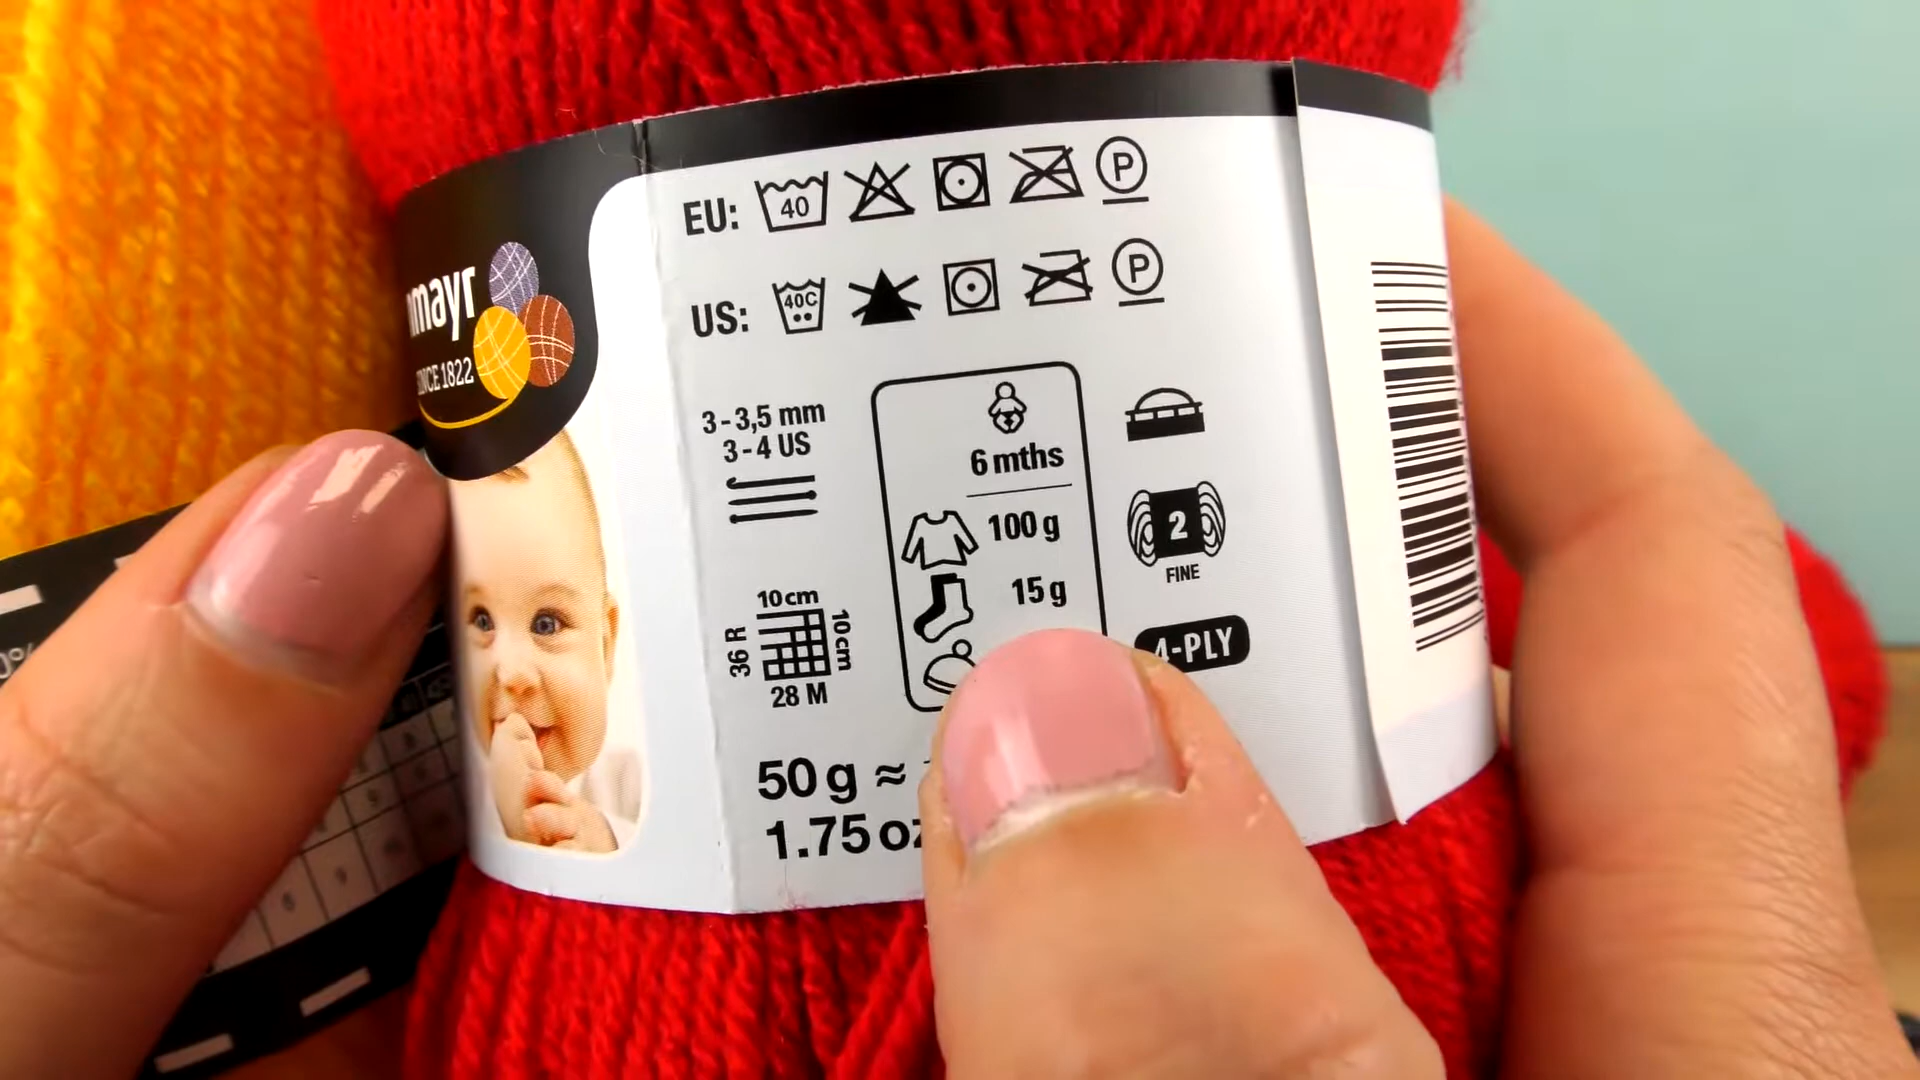 EU: 40 P
US: 40C P
mayr
SINCE 1822
3-3,5 mm
3-4 US
6 mths
100 g
15 g
2
FINE
4-PLY
10cm
10cm
36 R
28 M
50 g ≈
1.75 oz